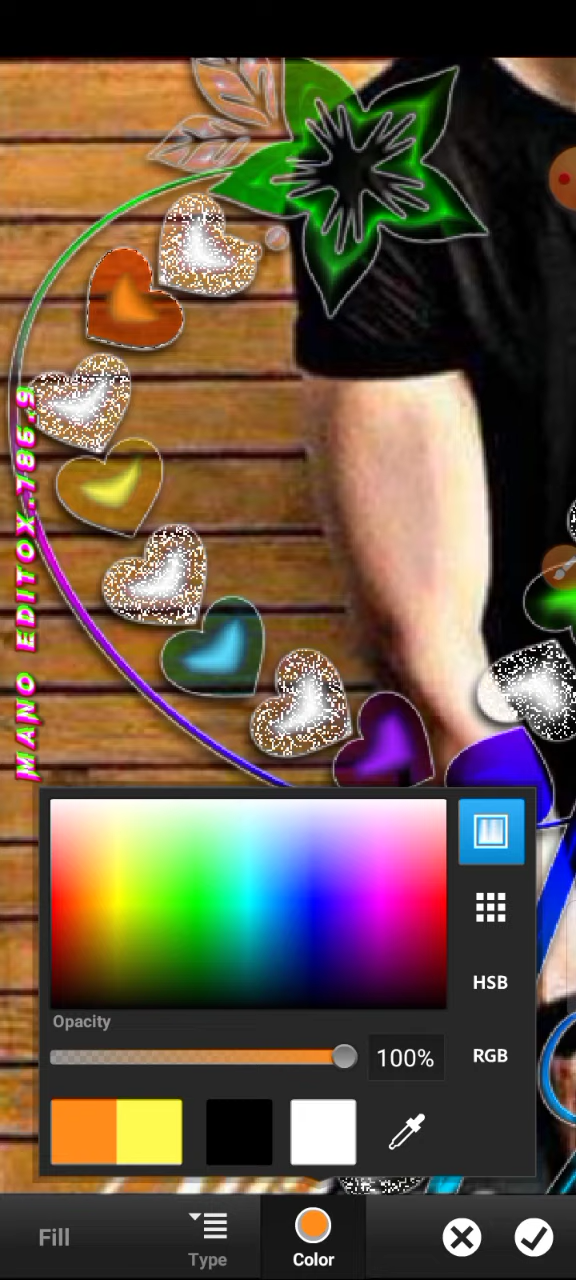 MANO EDITOX.786.9
Opacity
100%
HSB
RGB
Fill
Type
Color